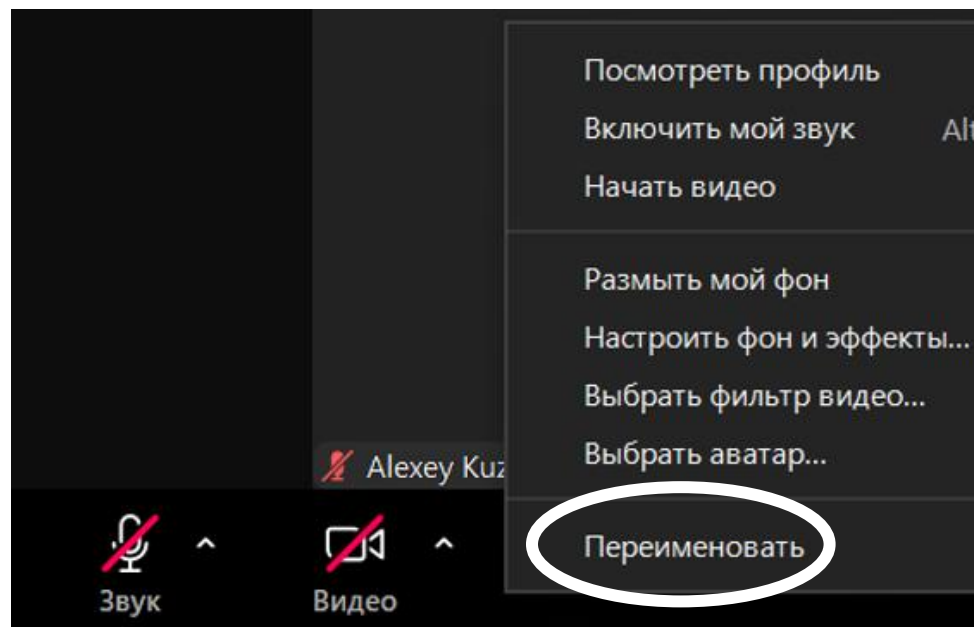 Посмотреть профиль
Включить мой звук Alt
Начать видео
Размыть мой фон
Настроить фон и эффекты...
Выбрать фильтр видео...
Выбрать аватар...
Alexey Kuz
Переименовать
Звук Видео